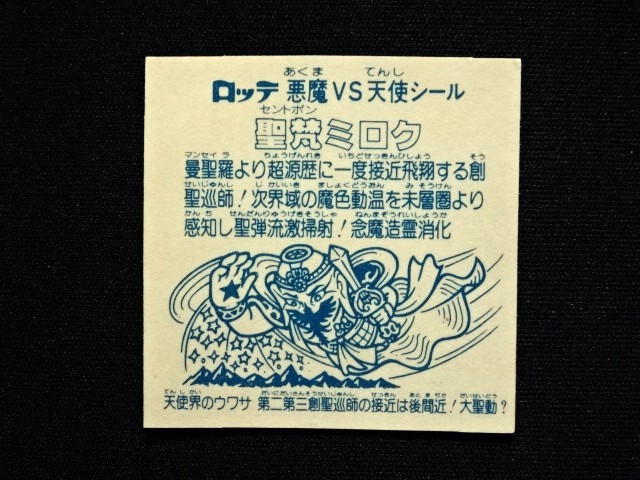 あくま てんし
ロッテ 悪魔VS天使シール
セントボン
聖梵ミロク
マンセイラ ちょうげんれき いちどせっきんひしょう そう
曼聖羅より超源歴に一度接近飛翔する創
せいじゅんし じかいいき ましょくどうおん みそうけん
聖巡師！次界域の魔色動温を未層圏より
かんち せんだんりゅうげきそうしゃ ねんまぞうれいしょうか
感知し聖弾流激掃射！念魔造霊消化
てんしかい だいにだいさんそうせいじゅんし せっきん あとまぢか だいせいどう
天使界のウワサ 第二第三創聖巡師の接近は後間近！大聖動？